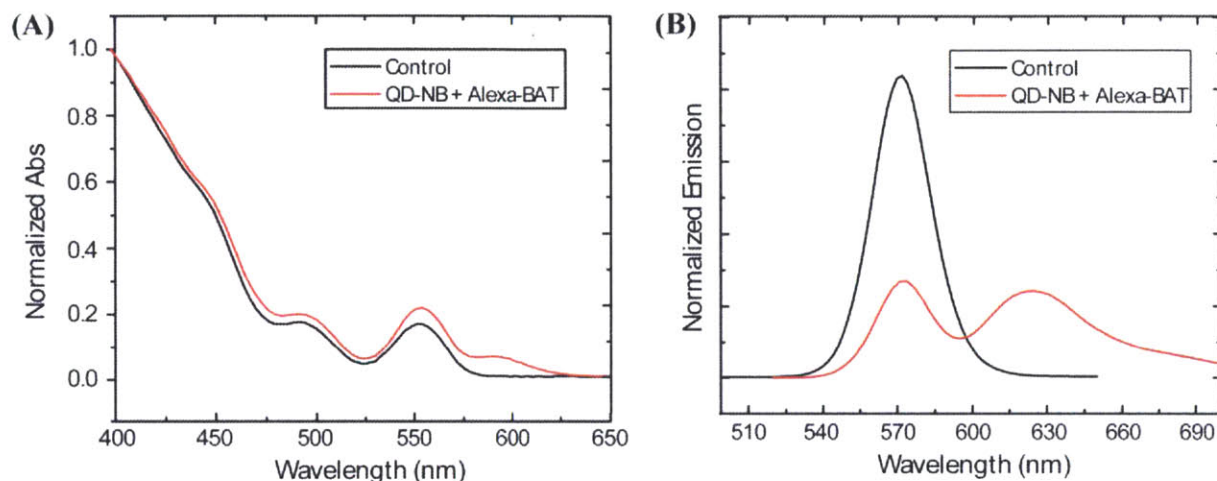 (A)
Normalized Abs
1.0
0.8
0.6
0.4
0.2
0.0
Control
QD-NB + Alexa-BAT
400 450 500 550 600 650
Wavelength (nm)
(B)
Normalized Emission
Control
QD-NB + Alexa-BAT
510 540 570 600 630 660 690
Wavelength (nm)